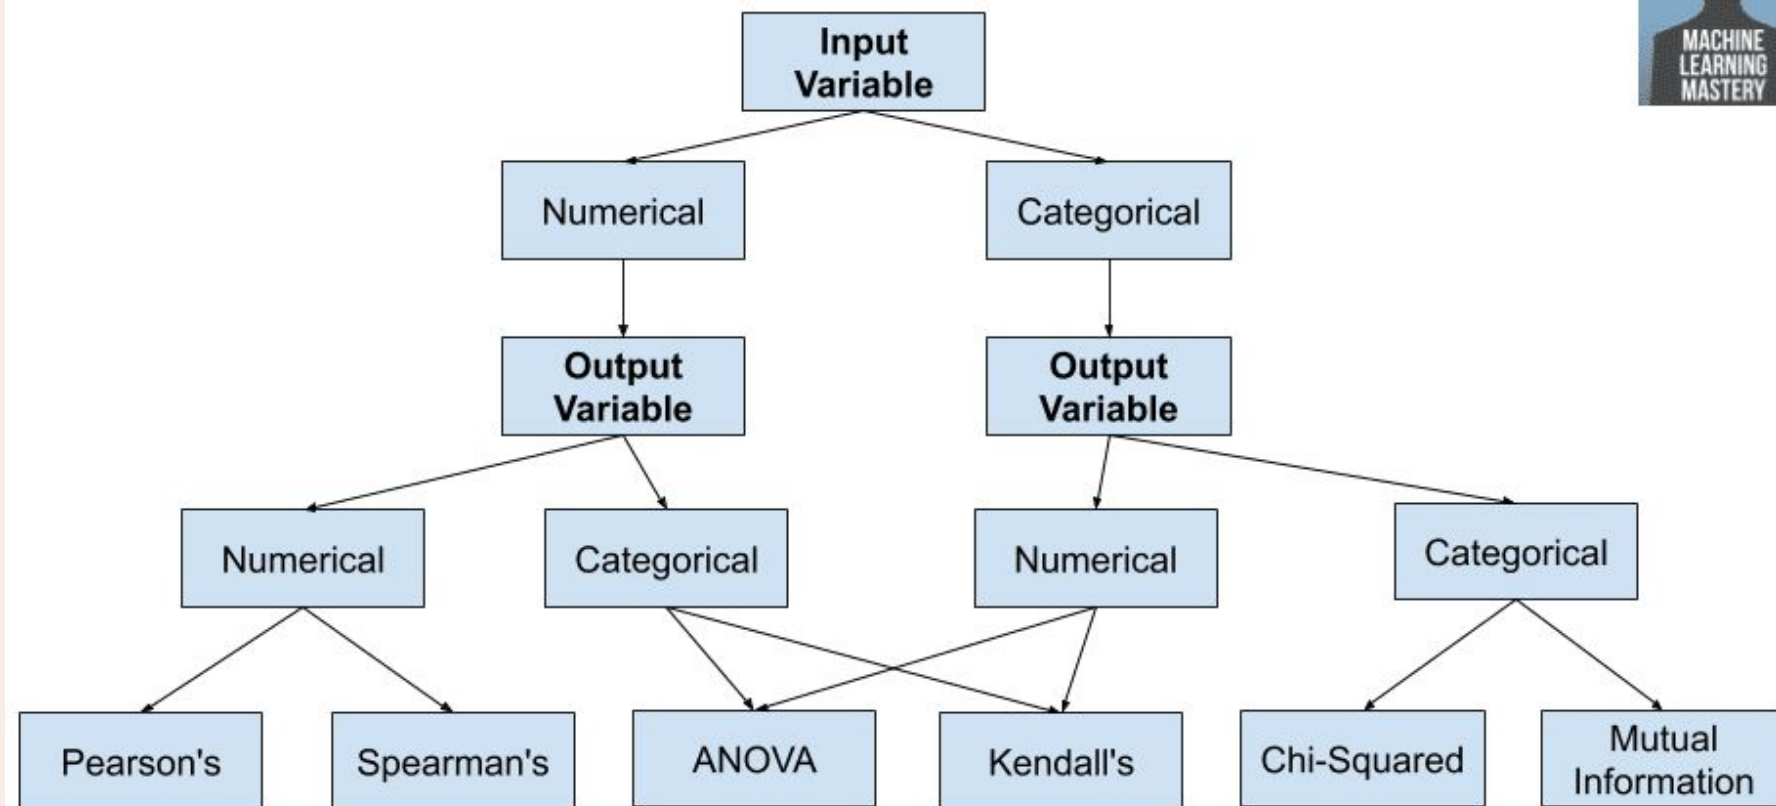 Input
Variable
MACHINE
LEARNING
MASTERY
Numerical
Categorical
Output
Variable
Output
Variable
Numerical
Categorical
Numerical
Categorical
Pearson's
Spearman's
ANOVA
Kendall's
Chi-Squared
Mutual
Information